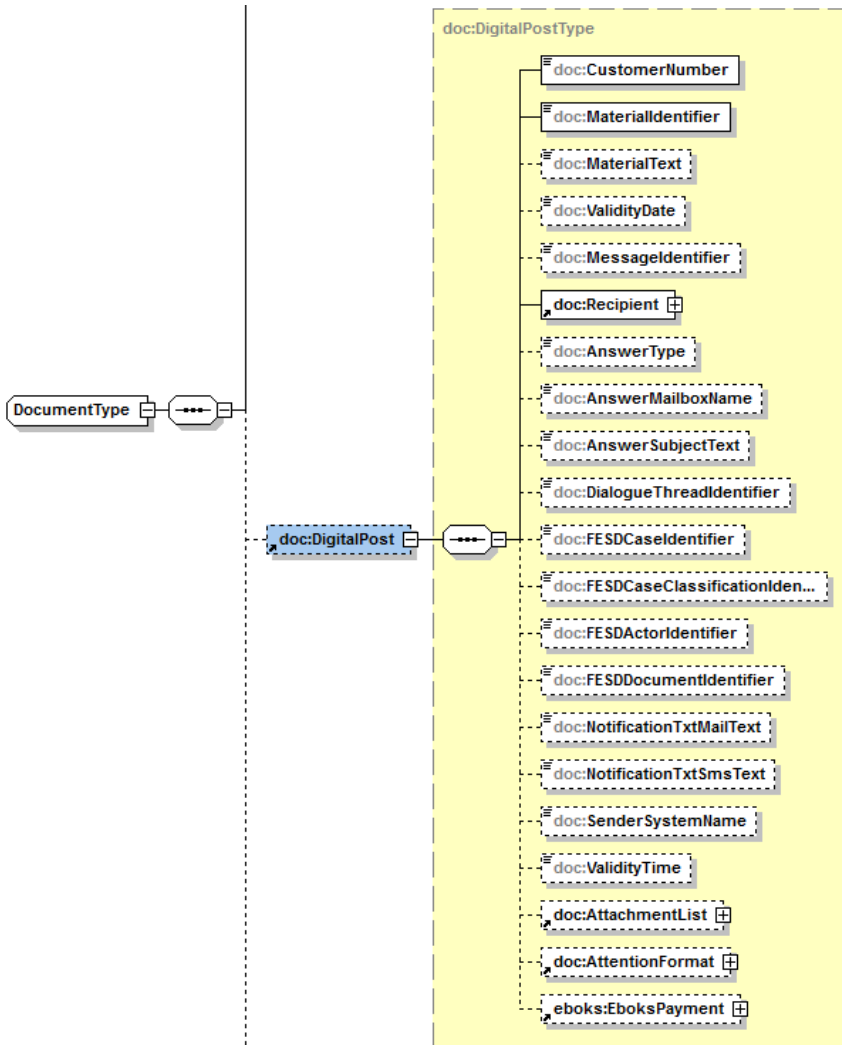 doc:DigitalPostType
doc:CustomerNumber
doc:MaterialIdentifier
doc:MaterialText
doc:ValidityDate
doc:MessageIdentifier
doc:Recipient
doc:AnswerType
DocumentType
doc:AnswerMailboxName
doc:AnswerSubjectText
doc:DialogueThreadIdentifier
doc:DigitalPost
doc:FESDCaseIdentifier
doc:FESDCaseClassificationIden...
doc:FESDActorIdentifier
doc:FESDDocumentIdentifier
doc:NotificationTxtMailText
doc:NotificationTxtSmsText
doc:SenderSystemName
doc:ValidityTime
doc:AttachmentList
doc:AttentionFormat
eboks:EboksPayment